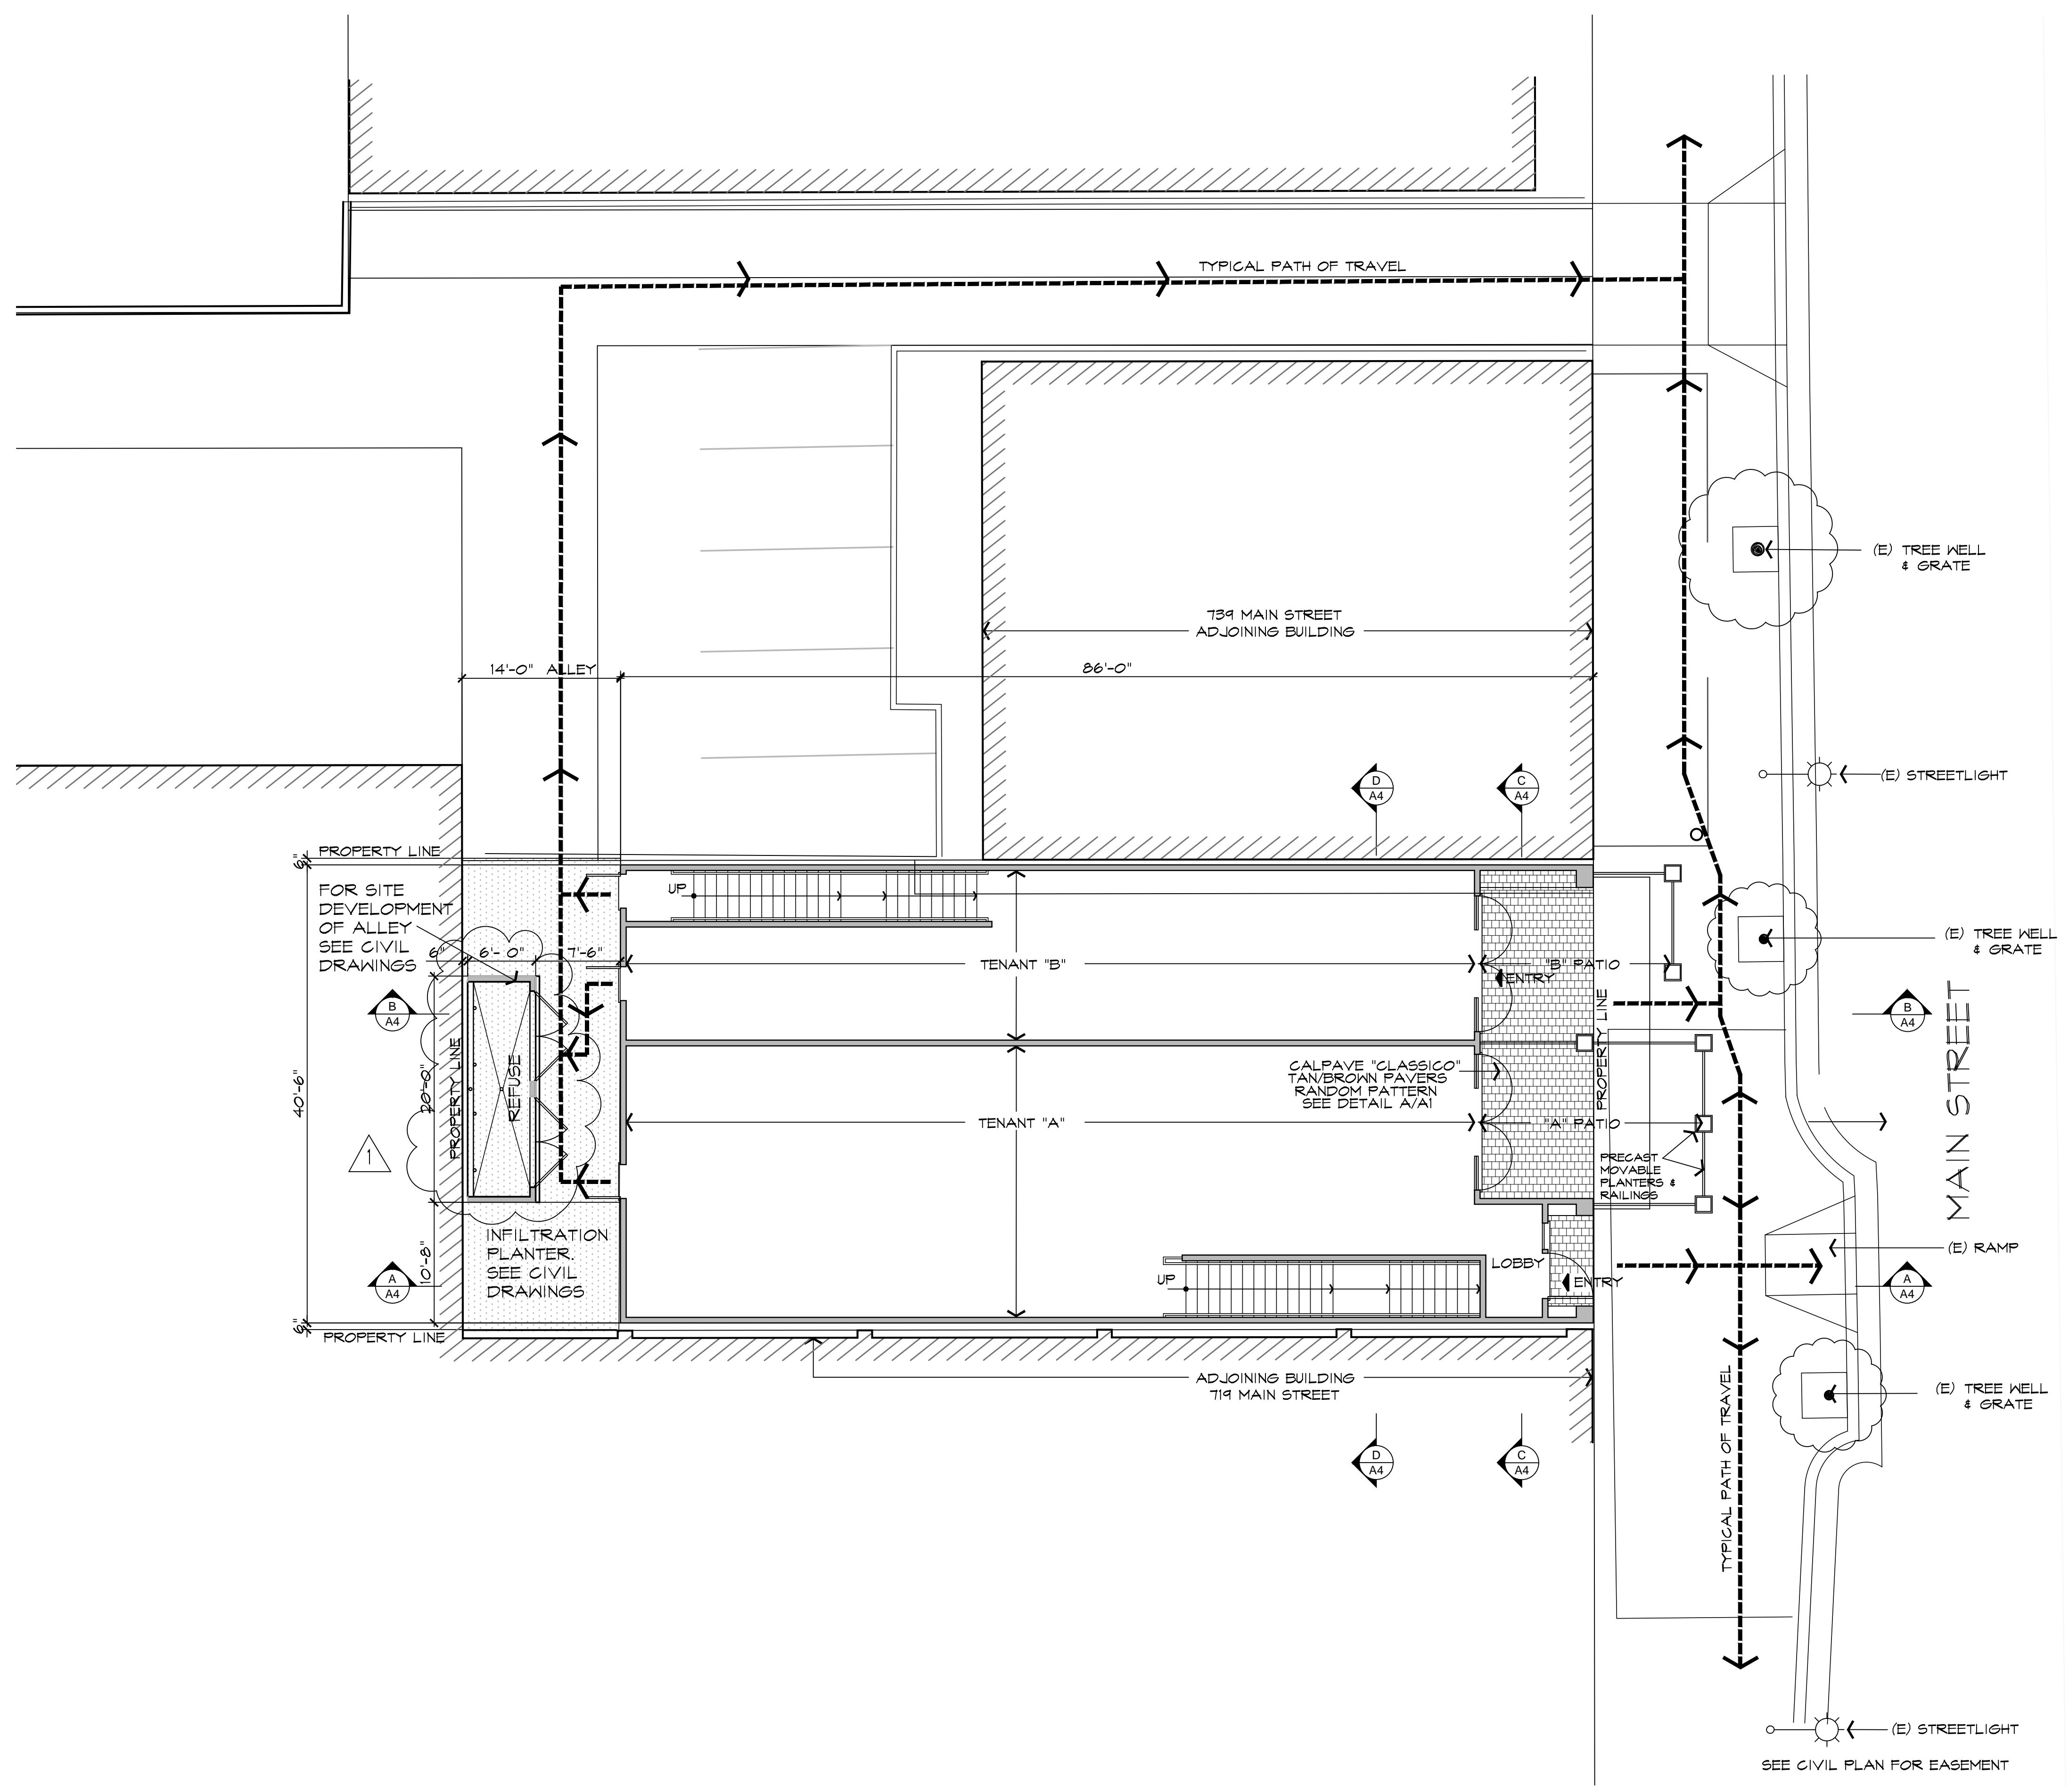 TYPICAL PATH OF TRAVEL
(E) TREE WELL
& GRATE
739 MAIN STREET
ADJOINING BUILDING
14'-0" ALLEY
86'-0"
D
A4
C
A4
(E) STREETLIGHT
6"
PROPERTY LINE
FOR SITE
DEVELOPMENT
OF ALLEY
SEE CIVIL
DRAWINGS
UP
6"
6'-0"
7'-6"
TENANT "B"
"B" PATIO
ENTRY
(E) TREE WELL
& GRATE
B
A4
B
A4
PROPERTY LINE
MAIN STREET
40'-6"
20'-0"
PROPERTY LINE
REFUSE
CALPAVE "CLASSICO"
TAN/BROWN PAVERS
RANDOM PATTERN
SEE DETAIL A/A1
TENANT "A"
"A" PATIO
1
PRECAST
MOVABLE
PLANTERS &
RAILINGS
INFILTRATION
PLANTER.
SEE CIVIL
DRAWINGS
10'-8"
A
A4
UP
LOBBY
ENTRY
(E) RAMP
A
A4
6"
PROPERTY LINE
ADJOINING BUILDING
719 MAIN STREET
(E) TREE WELL
& GRATE
D
A4
C
A4
TYPICAL PATH OF TRAVEL
(E) STREETLIGHT
SEE CIVIL PLAN FOR EASEMENT